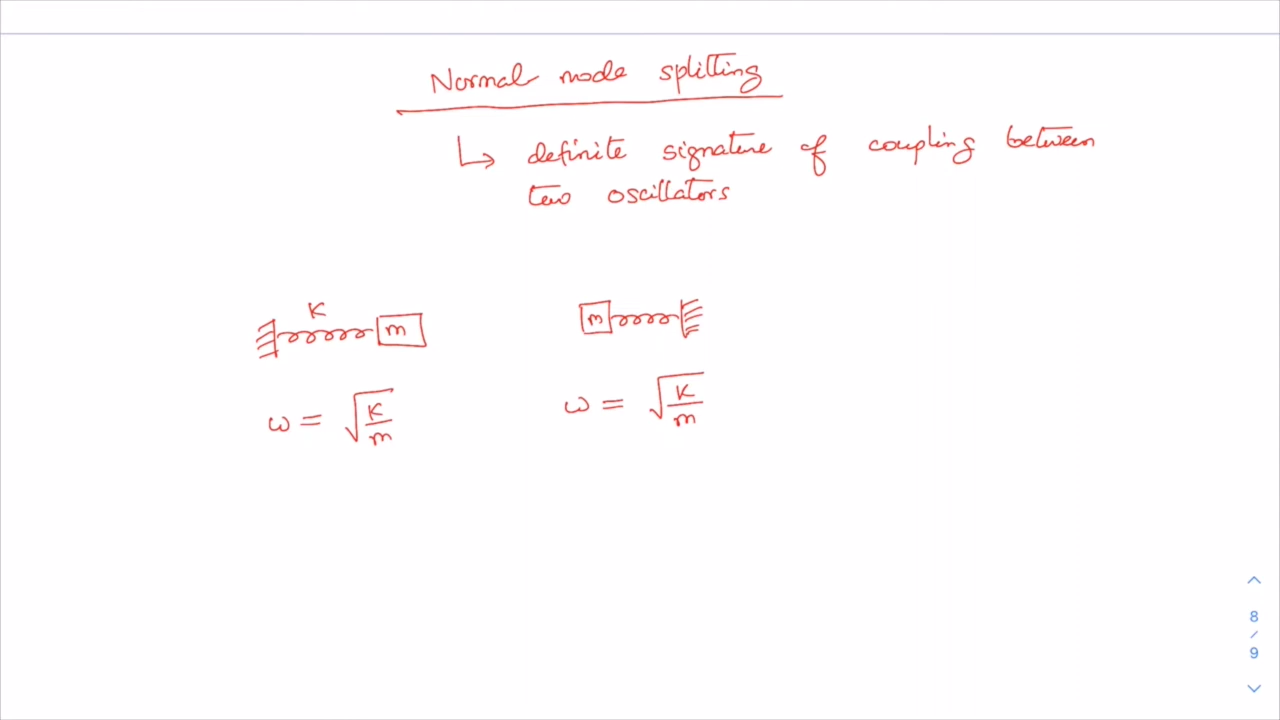 Normal mode splitting
↳ definite signature of coupling between
two oscillators
K
m
m
ω = √(K/m)
ω = √(K/m)
8
/
9